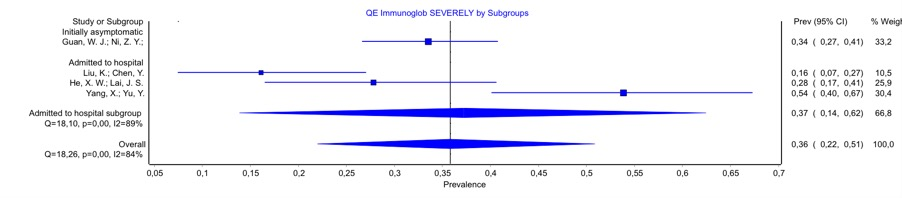 QE Immunoglob SEVERELY by Subgroups
Study or Subgroup Prev (95% CI) % Weig
Initially asymptomatic
Guan, W. J.; Ni, Z. Y.; 0,34 ( 0,27, 0,41) 33,2
Admitted to hospital
Liu, K.; Chen, Y. 0,16 ( 0,07, 0,27) 10,5
He, X. W.; Lai, J. S. 0,28 ( 0,17, 0,41) 25,9
Yang, X.; Yu, Y. 0,54 ( 0,40, 0,67) 30,4
Admitted to hospital subgroup 0,37 ( 0,14, 0,62) 66,8
Q=18,10, p=0,00, I2=89%
Overall 0,36 ( 0,22, 0,51) 100,0
Q=18,26, p=0,00, I2=84%
0,05 0,1 0,15 0,2 0,25 0,3 0,35 0,4 0,45 0,5 0,55 0,6 0,65 0,7
Prevalence